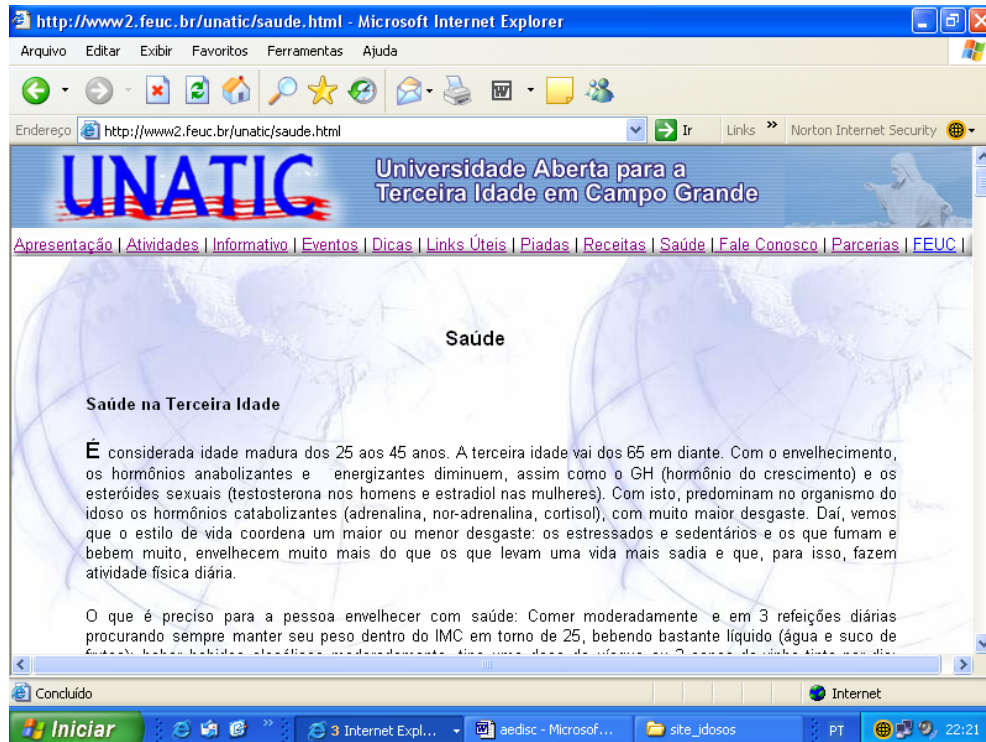 http://www2.feuc.br/unatic/saude.html - Microsoft Internet Explorer
Arquivo Editar Exibir Favoritos Ferramentas Ajuda
Endereço http://www2.feuc.br/unatic/saude.html Ir Links » Norton Internet Security
UNATIC
Universidade Aberta para a
Terceira Idade em Campo Grande
Apresentação | Atividades | Informativo | Eventos | Dicas | Links Úteis | Piadas | Receitas | Saúde | Fale Conosco | Parcerias | FEUC |
Saúde
Saúde na Terceira Idade
É considerada idade madura dos 25 aos 45 anos. A terceira idade vai dos 65 em diante. Com o envelhecimento,
os hormônios anabolizantes e energizantes diminuem, assim como o GH (hormônio do crescimento) e os
esteróides sexuais (testosterona nos homens e estradiol nas mulheres). Com isto, predominam no organismo do
idoso os hormônios catabolizantes (adrenalina, nor-adrenalina, cortisol), com muito maior desgaste. Daí, vemos
que o estilo de vida coordena um maior ou menor desgaste: os estressados e sedentários e os que fumam e
bebem muito, envelhecem muito mais do que os que levam uma vida mais sadia e que, para isso, fazem
atividade física diária.
O que é preciso para a pessoa envelhecer com saúde: Comer moderadamente e em 3 refeições diárias
procurando sempre manter seu peso dentro do IMC em torno de 25, bebendo bastante líquido (água e suco de
Concluído Internet
Iniciar » 3 Internet Expl... aedisc - Microsof... site_idosos PT 22:21